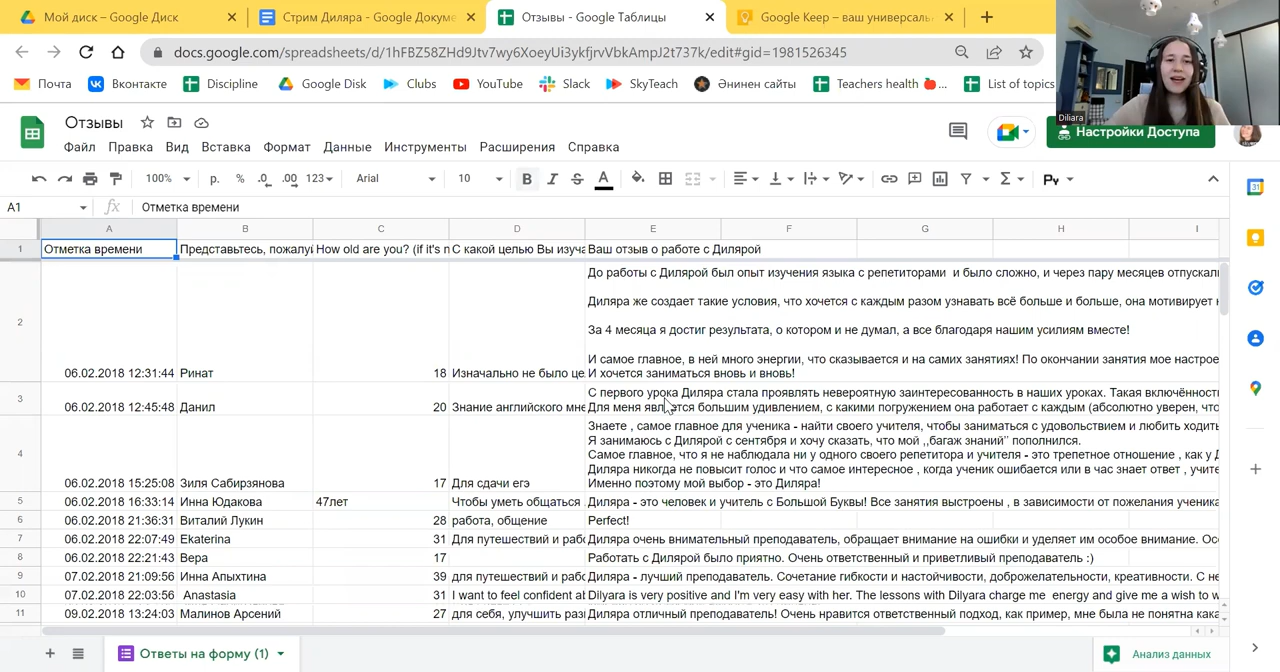 Мой диск – Google Диск
Стрим Диляра - Google Докуме
Отзывы - Google Таблицы
Google Keep – ваш универсаль
docs.google.com/spreadsheets/d/1hFBZ58ZHd9Jtv7wy6XoeyUi3ykfjrvVbkAmpJ2t737k/edit#gid=1981526345
Почта
Вконтакте
Discipline
Google Disk
Clubs
YouTube
Slack
SkyTeach
Әнинен сайты
Teachers health 🍎...
List of topics
Diliara
Отзывы
Настройки Доступа
Файл Правка Вид Вставка Формат Данные Инструменты Расширения Справка
100% р. % .0 .00 123 Arial 10 B I S A Σ Ру
A1 fx Отметка времени
A B C D E F G H I
1 Отметка времени Представьтесь, пожалуй How old are you? (if it's n С какой целью Вы изуча Ваш отзыв о работе с Дилярой
До работы с Дилярой был опыт изучения языка с репетиторами и было сложно, и через пару месяцев отпускали
Диляра же создает такие условия, что хочется с каждым разом узнавать всё больше и больше, она мотивирует
2 За 4 месяца я достиг результата, о котором и не думал, а все благодаря нашим усилиям вместе!
И самое главное, в ней много энергии, что сказывается и на самих занятиях! По окончании занятия мое настрое
06.02.2018 12:31:44 Ринат 18 Изначально не было це И хочется заниматься вновь и вновь!
3 С первого урока Диляра стала проявлять невероятную заинтересованность в наших уроках. Такая включённост
06.02.2018 12:45:48 Данил 20 Знание английского мне Для меня является большим удивлением, с какими погружением она работает с каждым (абсолютно уверен, что
Знаете , самое главное для ученика - найти своего учителя, чтобы заниматься с удовольствием и любить ходить
Я занимаюсь с Дилярой с сентября и хочу сказать, что мой ,,багаж знаний’’ пополнился.
4 Самое главное, что я не наблюдала ни у одного своего репетитора и учителя - это трепетное отношение , как у Д
Диляра никогда не повысит голос и что самое интересное , когда ученик ошибается или в час знает ответ , учите
06.02.2018 15:25:08 Зиля Сабирзянова 17 Для сдачи егэ Именно поэтому мой выбор - это Диляра!
5 06.02.2018 16:33:14 Инна Юдакова 47лет Чтобы уметь общаться Диляра - это человек и учитель с Большой Буквы! Все занятия выстроены , в зависимости от пожелания ученика
6 06.02.2018 21:36:31 Виталий Лукин 28 работа, общение Perfect!
7 06.02.2018 22:07:49 Ekaterina 31 Для путешествий и рабо Диляра очень внимательный преподаватель, обращает внимание на ошибки и уделяет им особое внимание. Осо
8 06.02.2018 22:21:43 Вера 17 Работать с Дилярой было приятно. Очень ответственный и приветливый преподаватель :)
9 07.02.2018 21:09:56 Инна Апыхтина 39 для путешествий и рабо Диляра - лучший преподаватель. Сочетание гибкости и настойчивости, доброжелательности, креативности. С не
10 07.02.2018 22:03:56 Anastasia 31 I want to feel confident ab Dilyara is very positive and I'm very easy with her. The lessons with Dilyara charge me energy and give me a wish to w
11 09.02.2018 13:24:03 Малинов Арсений 27 для себя, улучшить разг Диляра отличный преподаватель! Очень нравится ответственный подход, как пример, мне была не понятна кака
Ответы на форму (1)
Анализ данных